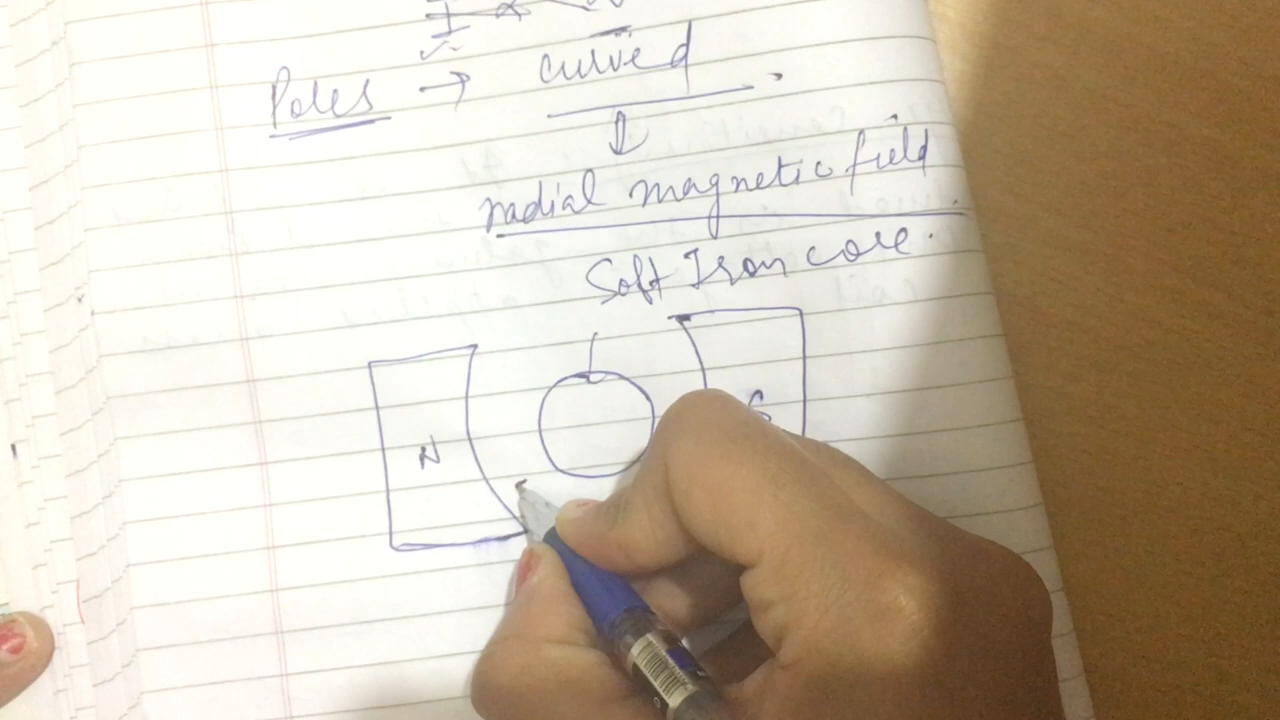 I α
Poles → curved.
↓
radial magnetic field
Soft Iron core.
N S